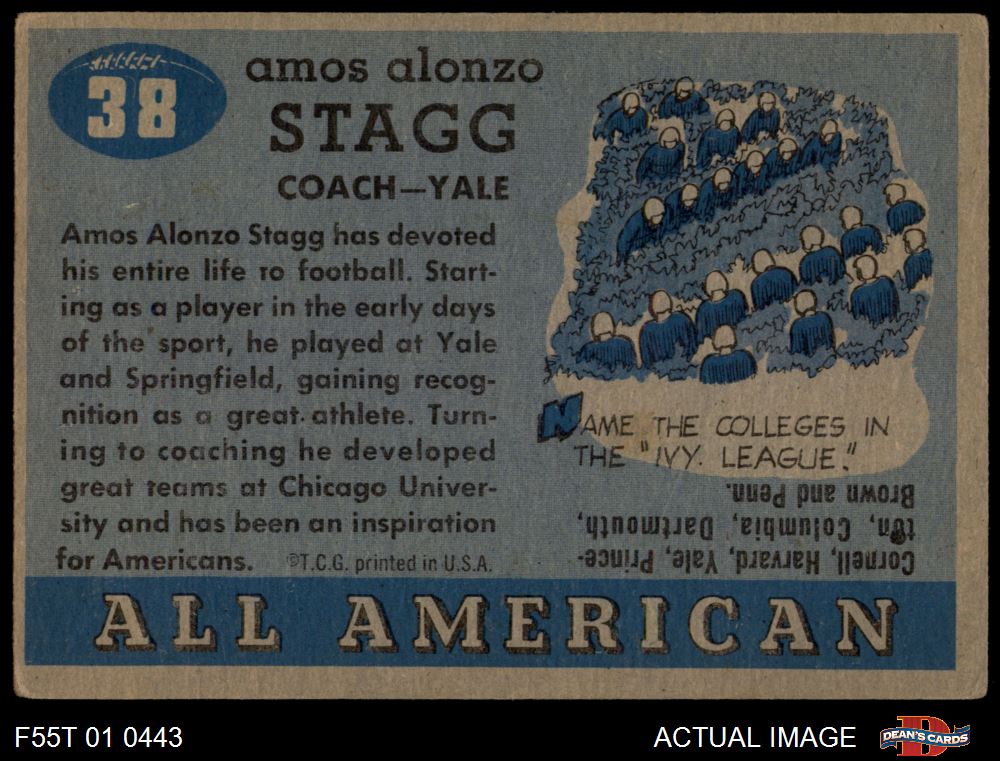 38
amos alonzo
STAGG
COACH—YALE
Amos Alonzo Stagg has devoted
his entire life to football. Start-
ing as a player in the early days
of the sport, he played at Yale
and Springfield, gaining recog-
nition as a great athlete. Turn-
ing to coaching he developed
great teams at Chicago Univer-
sity and has been an inspiration
for Americans. ©T.C.G. printed in U.S.A.
NAME THE COLLEGES IN
THE "IVY LEAGUE."
Cornell, Harvard, Yale, Prince-
ton, Columbia, Dartmouth,
Brown and Penn.
ALL AMERICAN
F55T 01 0443
ACTUAL IMAGE
D
DEAN'S CARDS